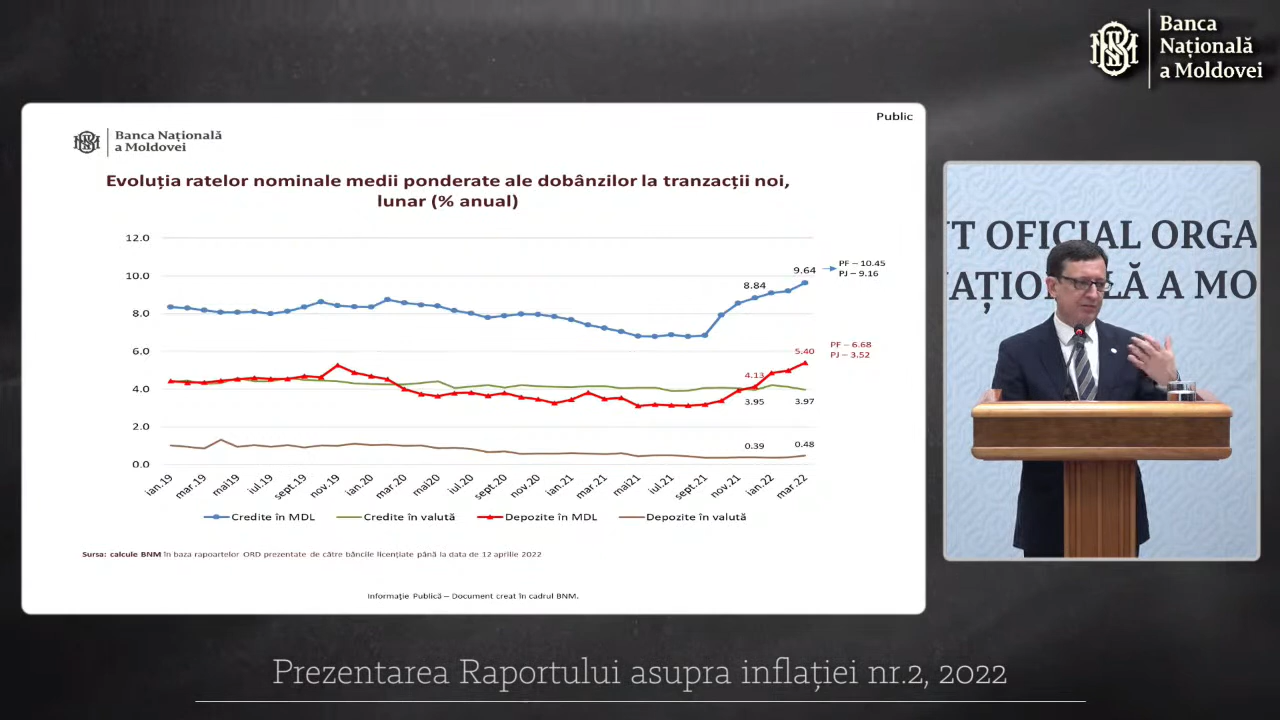 Banca
Națională
a Moldovei
Public
Banca Națională
a Moldovei
Evoluția ratelor nominale medii ponderate ale dobânzilor la tranzacții noi,
lunar (% anual)
12.0
10.0
8.0
6.0
4.0
2.0
0.0
8.84
9.64
PF – 10.45
PJ – 9.16
PF – 6.68
PJ – 3.52
5.40
4.13
3.95
3.97
0.39
0.48
ian.19
mar.19
mai19
iul.19
sept.19
nov.19
ian.20
mar.20
mai20
iul.20
sept.20
nov.20
ian.21
mar.21
mai21
iul.21
sept.21
nov.21
ian.22
mar.22
Credite în MDL
Credite în valută
Depozite în MDL
Depozite în valută
Sursa: calcule BNM în baza rapoartelor ORD prezentate de către băncile licențiate până la data de 12 aprilie 2022
Informație Publică – Document creat în cadrul BNM.
T OFICIAL ORGA
AȚIO LĂ A MO
Prezentarea Raportului asupra inflației nr.2, 2022